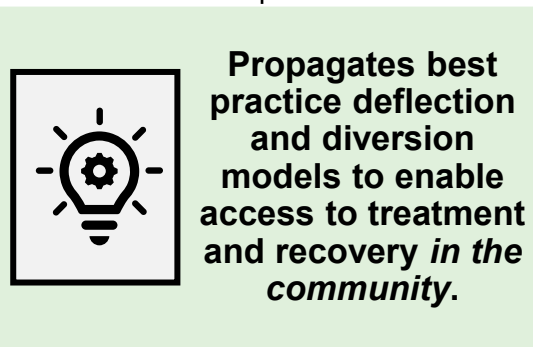 Propagates best
practice deflection
and diversion
models to enable
access to treatment
and recovery in the
community.